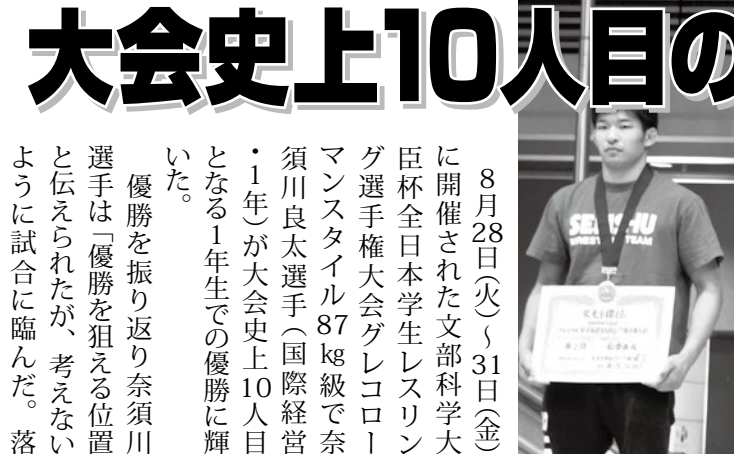 大会史上10人目の
8月28日(火)～31日(金)
に開催された文部科学大
臣杯全日本学生レスリン
グ選手権大会グレコロー
マンスタイル87kg級で奈
須川良太選手(国際経営
・1年)が大会史上10人目
となる1年生での優勝に輝
いた。
優勝を振り返り奈須川
選手は「優勝を狙える位置
と伝えられたが、考えない
ように試合に臨んだ。落
SENSHU
WRESTLING TEAM